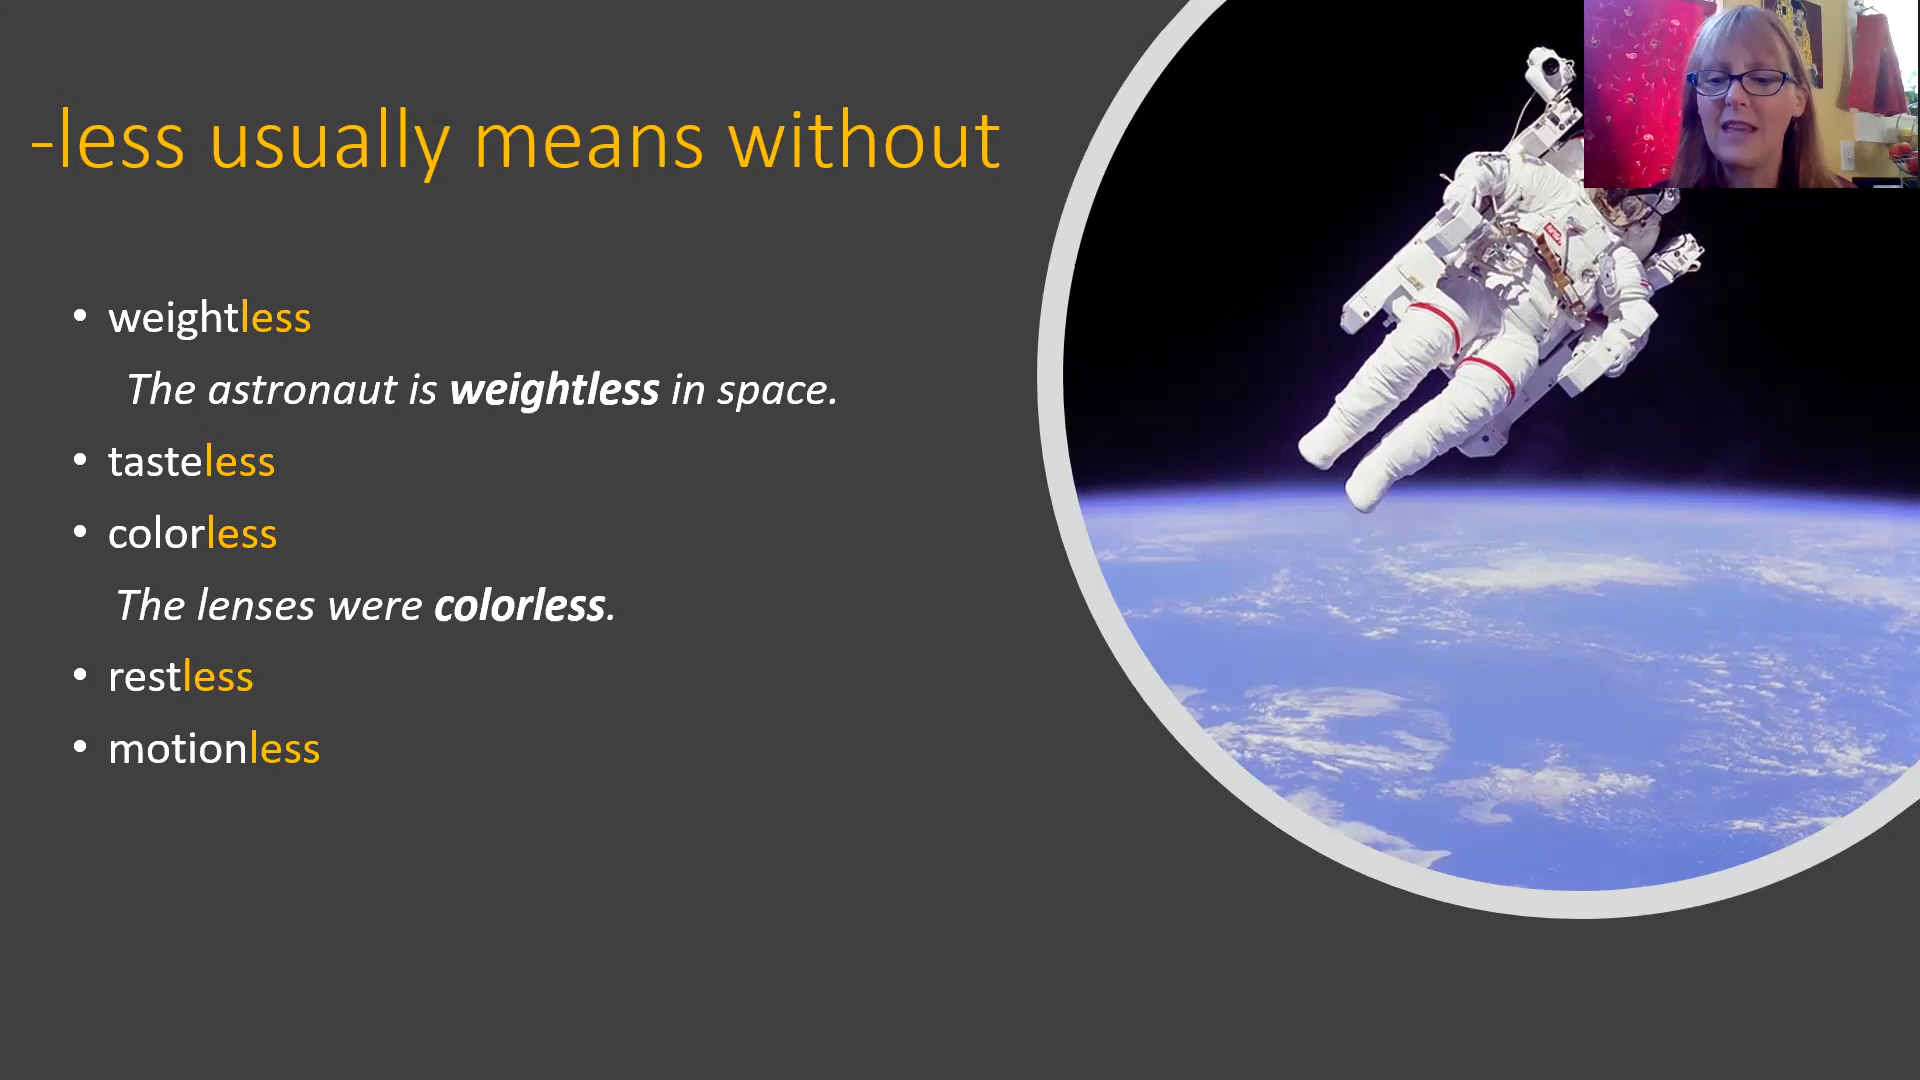 -less usually means without
• weightless
The astronaut is weightless in space.
• tasteless
• colorless
The lenses were colorless.
• restless
• motionless